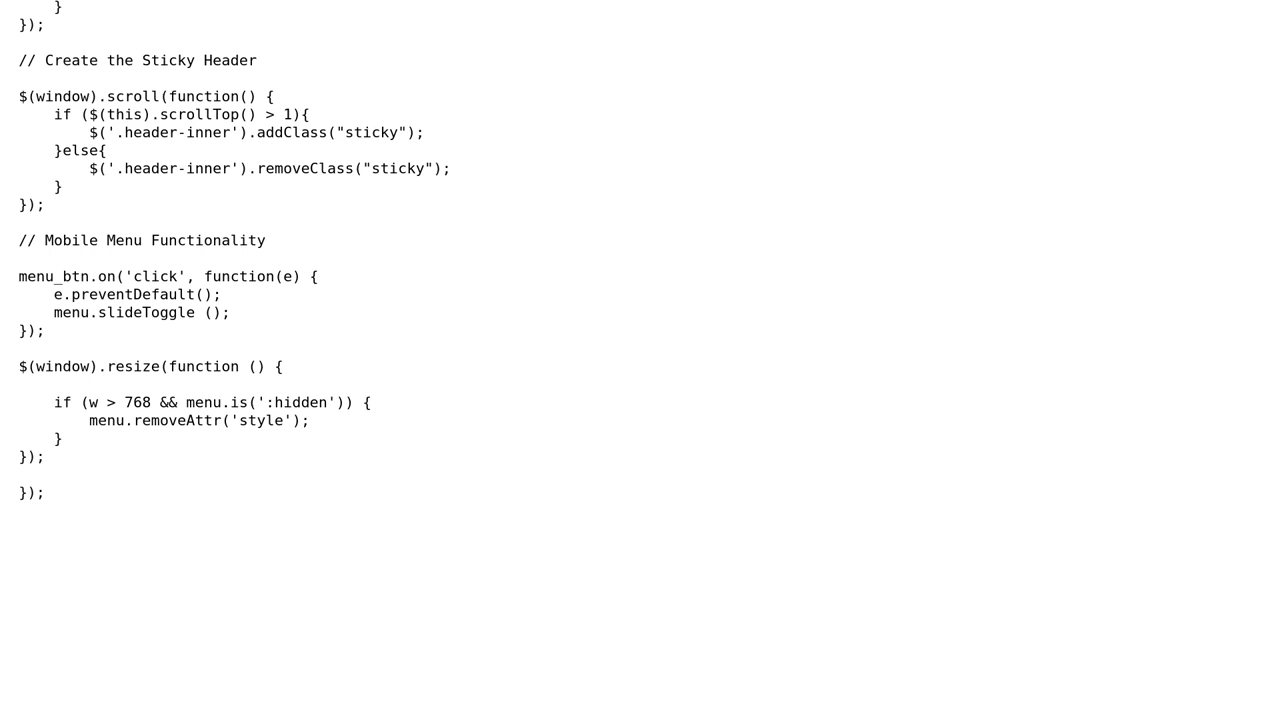 }
});

// Create the Sticky Header

$(window).scroll(function() {
    if ($(this).scrollTop() > 1){
        $('.header-inner').addClass("sticky");
    }else{
        $('.header-inner').removeClass("sticky");
    }
});

// Mobile Menu Functionality

menu_btn.on('click', function(e) {
    e.preventDefault();
    menu.slideToggle ();
});

$(window).resize(function () {

    if (w > 768 && menu.is(':hidden')) {
        menu.removeAttr('style');
    }
});

});